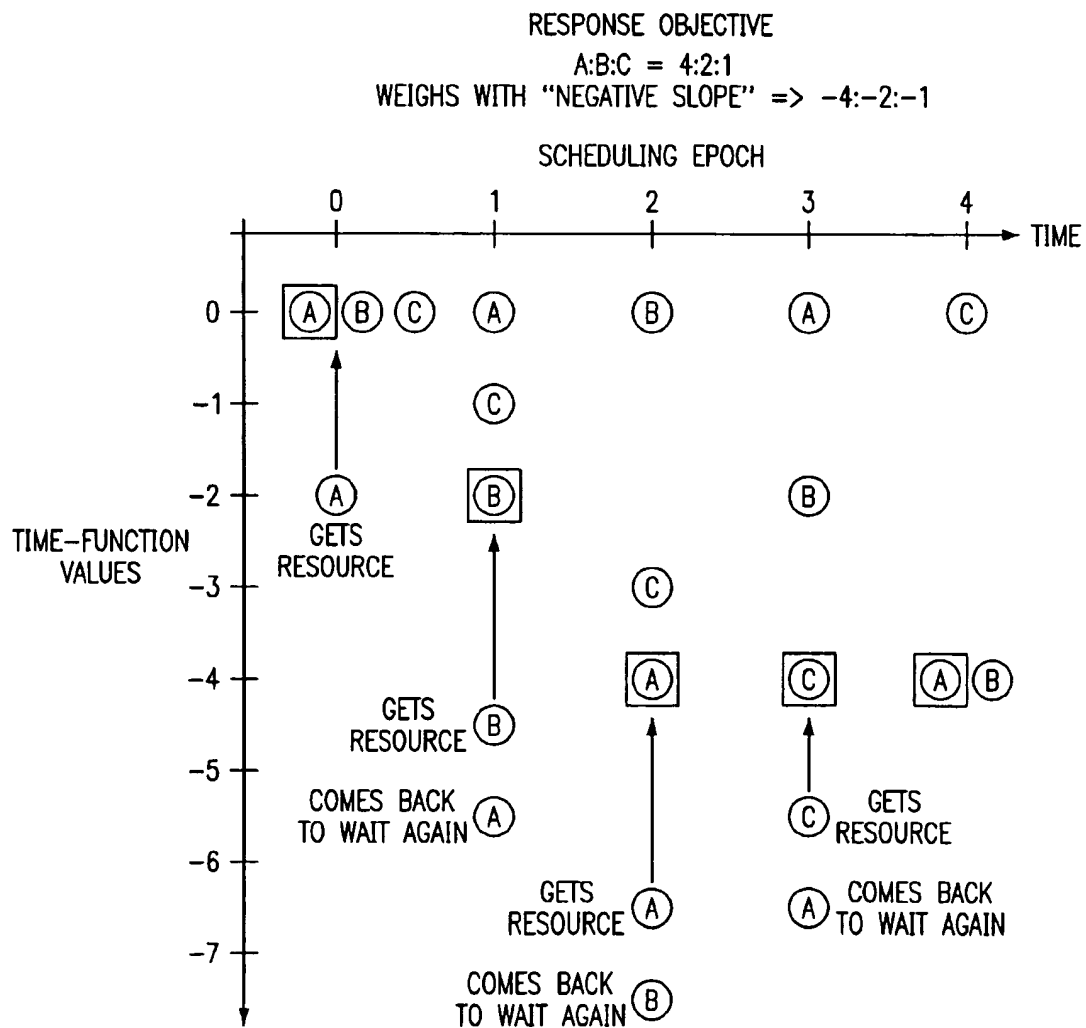 RESPONSE OBJECTIVE
A:B:C = 4:2:1
WEIGHS WITH "NEGATIVE SLOPE" => -4:-2:-1
SCHEDULING EPOCH
0 1 2 3 4
TIME
0 A B C A B A C
-1 C
-2 A B B
GETS
RESOURCE
TIME-FUNCTION
VALUES
-3 C
-4 A C A B
GETS
RESOURCE B
-5
COMES BACK
TO WAIT AGAIN A
C GETS
RESOURCE
-6
GETS
RESOURCE A
A COMES BACK
TO WAIT AGAIN
-7
COMES BACK
TO WAIT AGAIN B